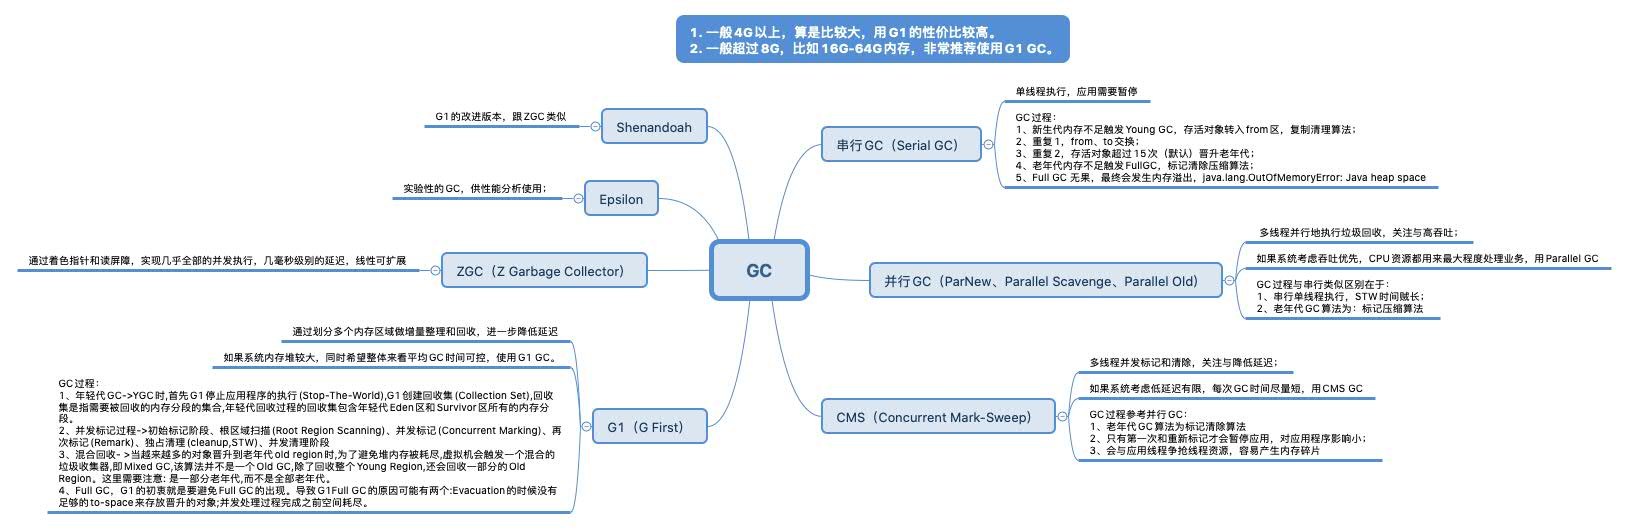 1. 一般4G以上，算是比较大，用G1的性价比较高。
2. 一般超过8G，比如16G-64G内存，非常推荐使用G1 GC。
GC
串行GC（Serial GC）
单线程执行，应用需要暂停
GC过程：
1、新生代内存不足触发Young GC，存活对象转入from区，复制清理算法；
2、重复1，from、to交换；
3、重复2，存活对象超过15次（默认）晋升老年代；
4、老年代内存不足触发FullGC，标记清除压缩算法；
5、Full GC 无果，最终会发生内存溢出，java.lang.OutOfMemoryError: Java heap space
并行GC（ParNew、Parallel Scavenge、Parallel Old）
多线程并行地执行垃圾回收，关注与高吞吐；
如果系统考虑吞吐优先，CPU资源都用来最大程度处理业务，用Parallel GC
GC过程与串行类似区别在于：
1、串行单线程执行，STW时间贼长；
2、老年代GC算法为：标记压缩算法
CMS（Concurrent Mark-Sweep）
多线程并发标记和清除，关注与降低延迟；
如果系统考虑低延迟有限，每次GC时间尽量短，用CMS GC
GC过程参考并行GC：
1、老年代GC算法为标记清除算法
2、只有第一次和重新标记才会暂停应用，对应用程序影响小；
3、会与应用线程争抢线程资源，容易产生内存碎片
Shenandoah
G1的改进版本，跟ZGC类似
Epsilon
实验性的GC，供性能分析使用；
ZGC（Z Garbage Collector）
通过着色指针和读屏障，实现几乎全部的并发执行，几毫秒级别的延迟，线性可扩展
G1（G First）
通过划分多个内存区域做增量整理和回收，进一步降低延迟
如果系统内存堆较大，同时希望整体来看平均GC时间可控，使用G1 GC。
GC过程：
1、年轻代GC->YGC时,首先G1停止应用程序的执行(Stop-The-World),G1创建回收集(Collection Set),回收
集是指需要被回收的内存分段的集合,年轻代回收过程的回收集包含年轻代Eden区和Survivor区所有的内存分
段。
2、并发标记过程->初始标记阶段、根区域扫描(Root Region Scanning)、并发标记(Concurrent Marking)、再
次标记(Remark)、独占清理(cleanup,STW)、并发清理阶段
3、混合回收- >当越来越多的对象晋升到老年代old region时,为了避免堆内存被耗尽,虚拟机会触发一个混合的
垃圾收集器,即Mixed GC,该算法并不是一个Old GC,除了回收整个Young Region,还会回收一部分的Old
Region。这里需要注意: 是一部分老年代,而不是全部老年代。
4、Full GC，G1的初衷就是要避免Full GC的出现。导致G1Full GC的原因可能有两个:Evacuation的时候没有
足够的to-space来存放晋升的对象;并发处理过程完成之前空间耗尽。